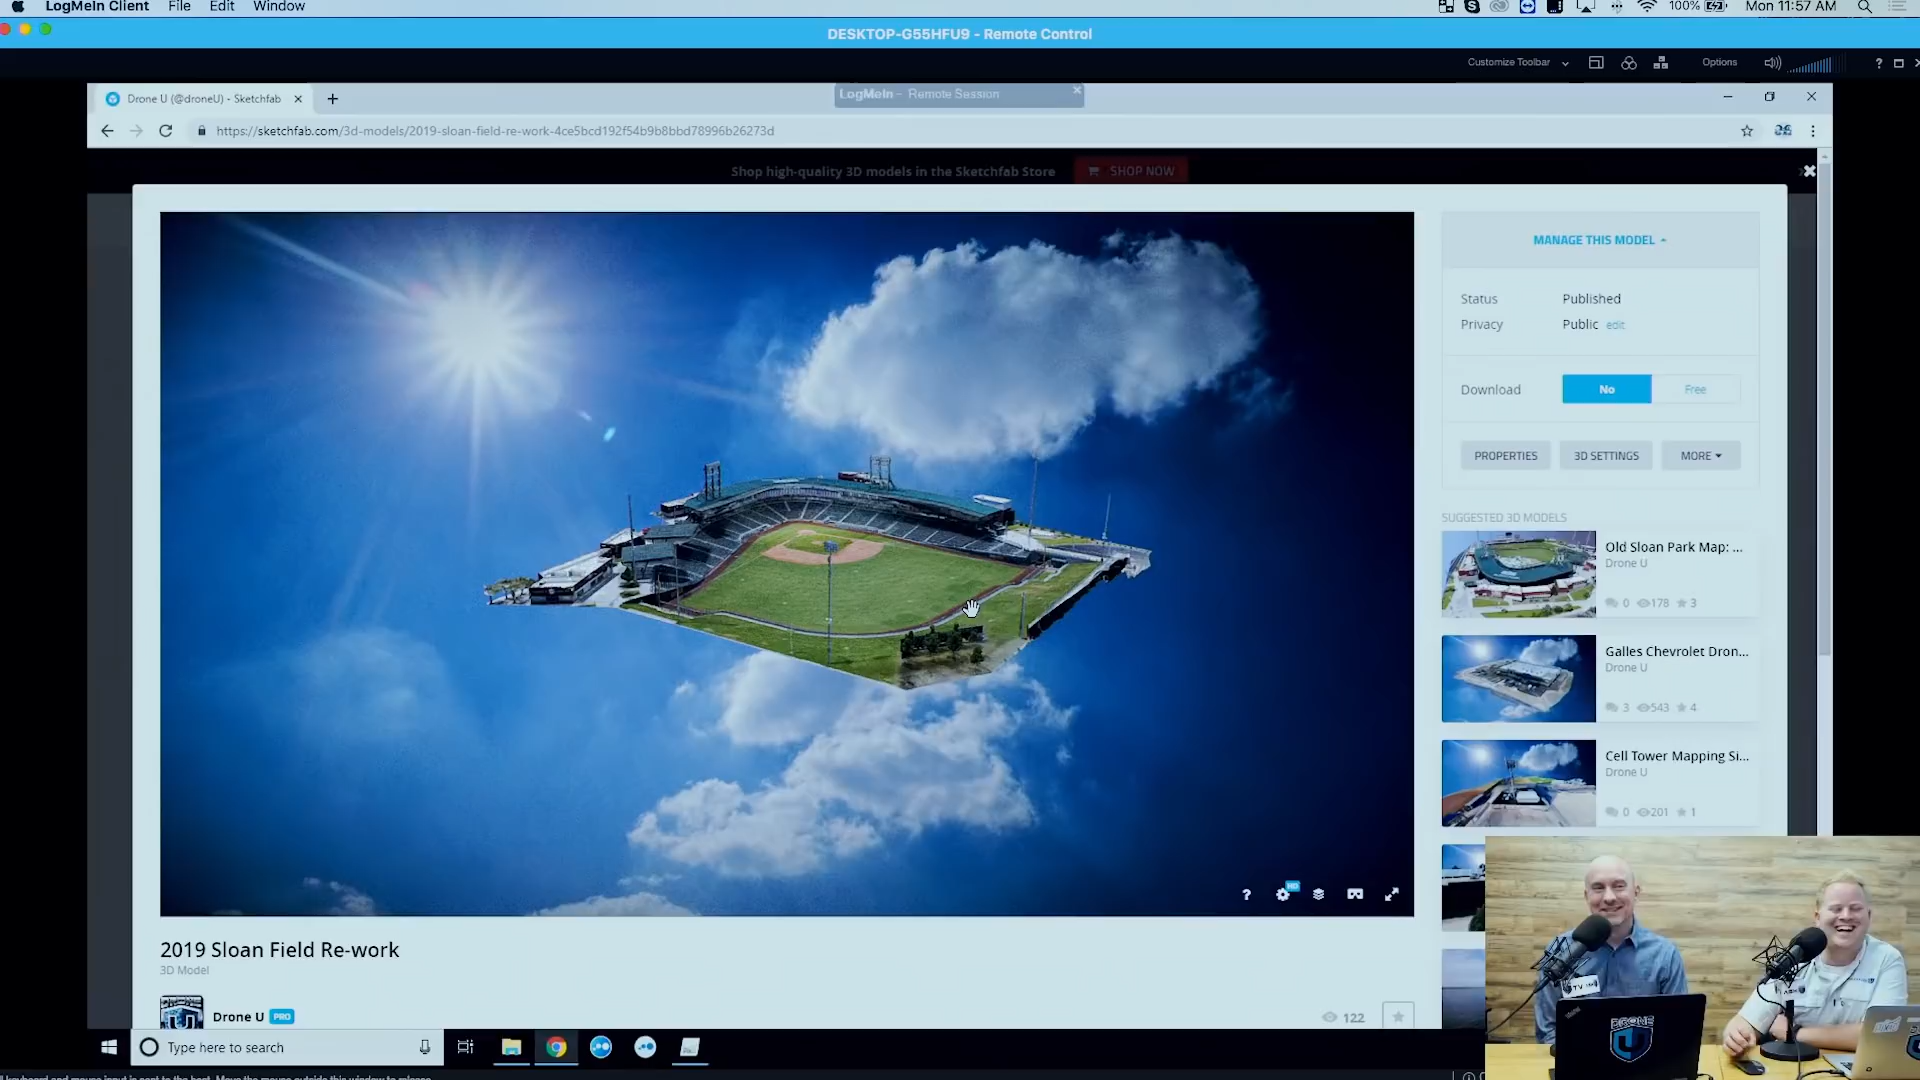 LogMeIn Client File Edit Window 100% Mon 11:57 AM
DESKTOP-G55HFU9 - Remote Control
Customize Toolbar Options ?
Drone U (@droneU) - Sketchfab
LogMeIn - Remote Session
https://sketchfab.com/3d-models/2019-sloan-field-re-work-4ce5bcd192f54b9b8bbd78996b26273d
Shop high-quality 3D models in the Sketchfab Store SHOP NOW
MANAGE THIS MODEL
Status Published
Privacy Public edit
Download No Free
PROPERTIES 3D SETTINGS MORE
SUGGESTED 3D MODELS
Old Sloan Park Map: ...
Drone U
0 178 3
Galles Chevrolet Dron...
Drone U
3 543 4
Cell Tower Mapping Si...
Drone U
0 201 1
? HD
2019 Sloan Field Re-work
3D Model
Drone U PRO
122
Type here to search
DRONE
U